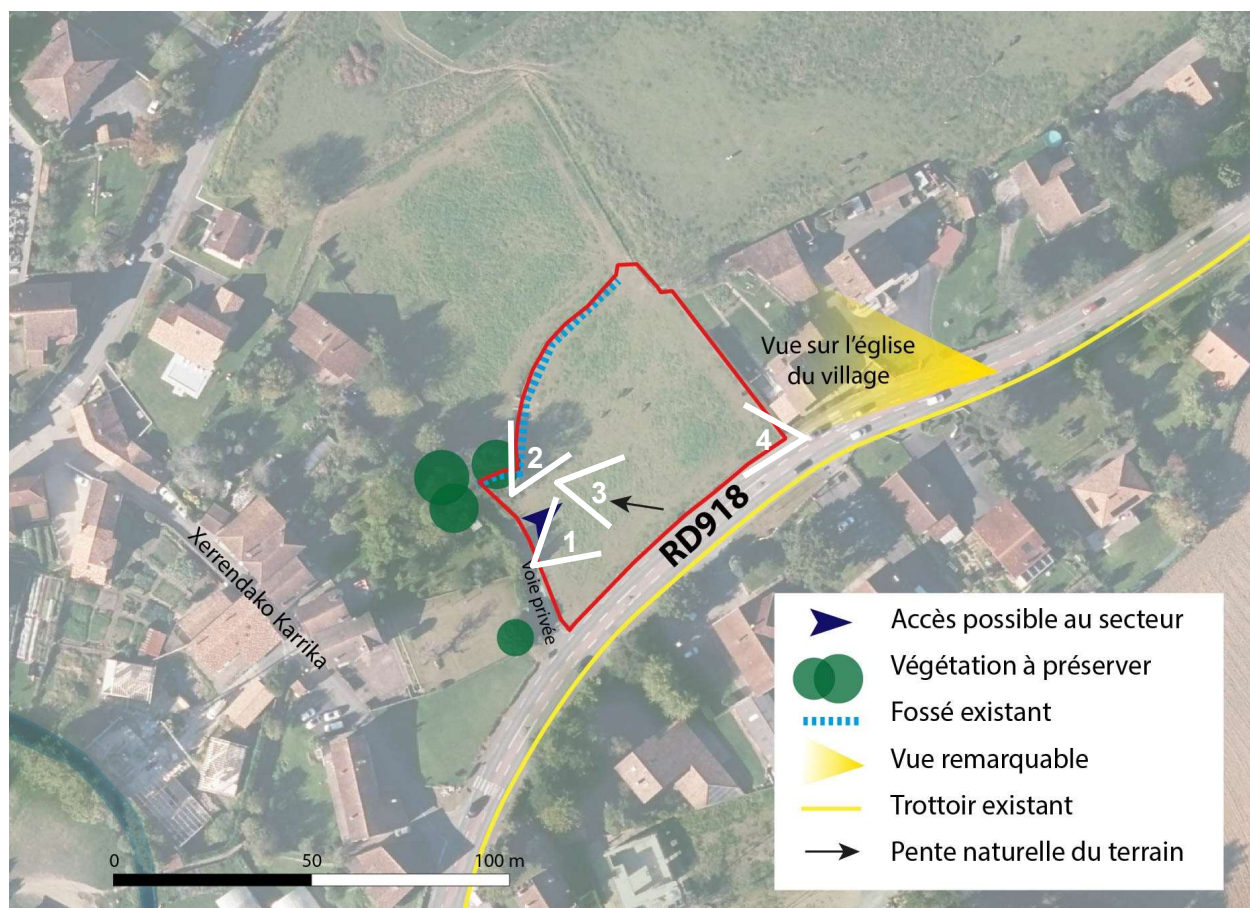 Vue sur l'église
du village
4
2
3
1
RD918
voie privée
Xerrendako Karrika
Accès possible au secteur
Végétation à préserver
Fossé existant
Vue remarquable
Trottoir existant
Pente naturelle du terrain
0 50 100 m